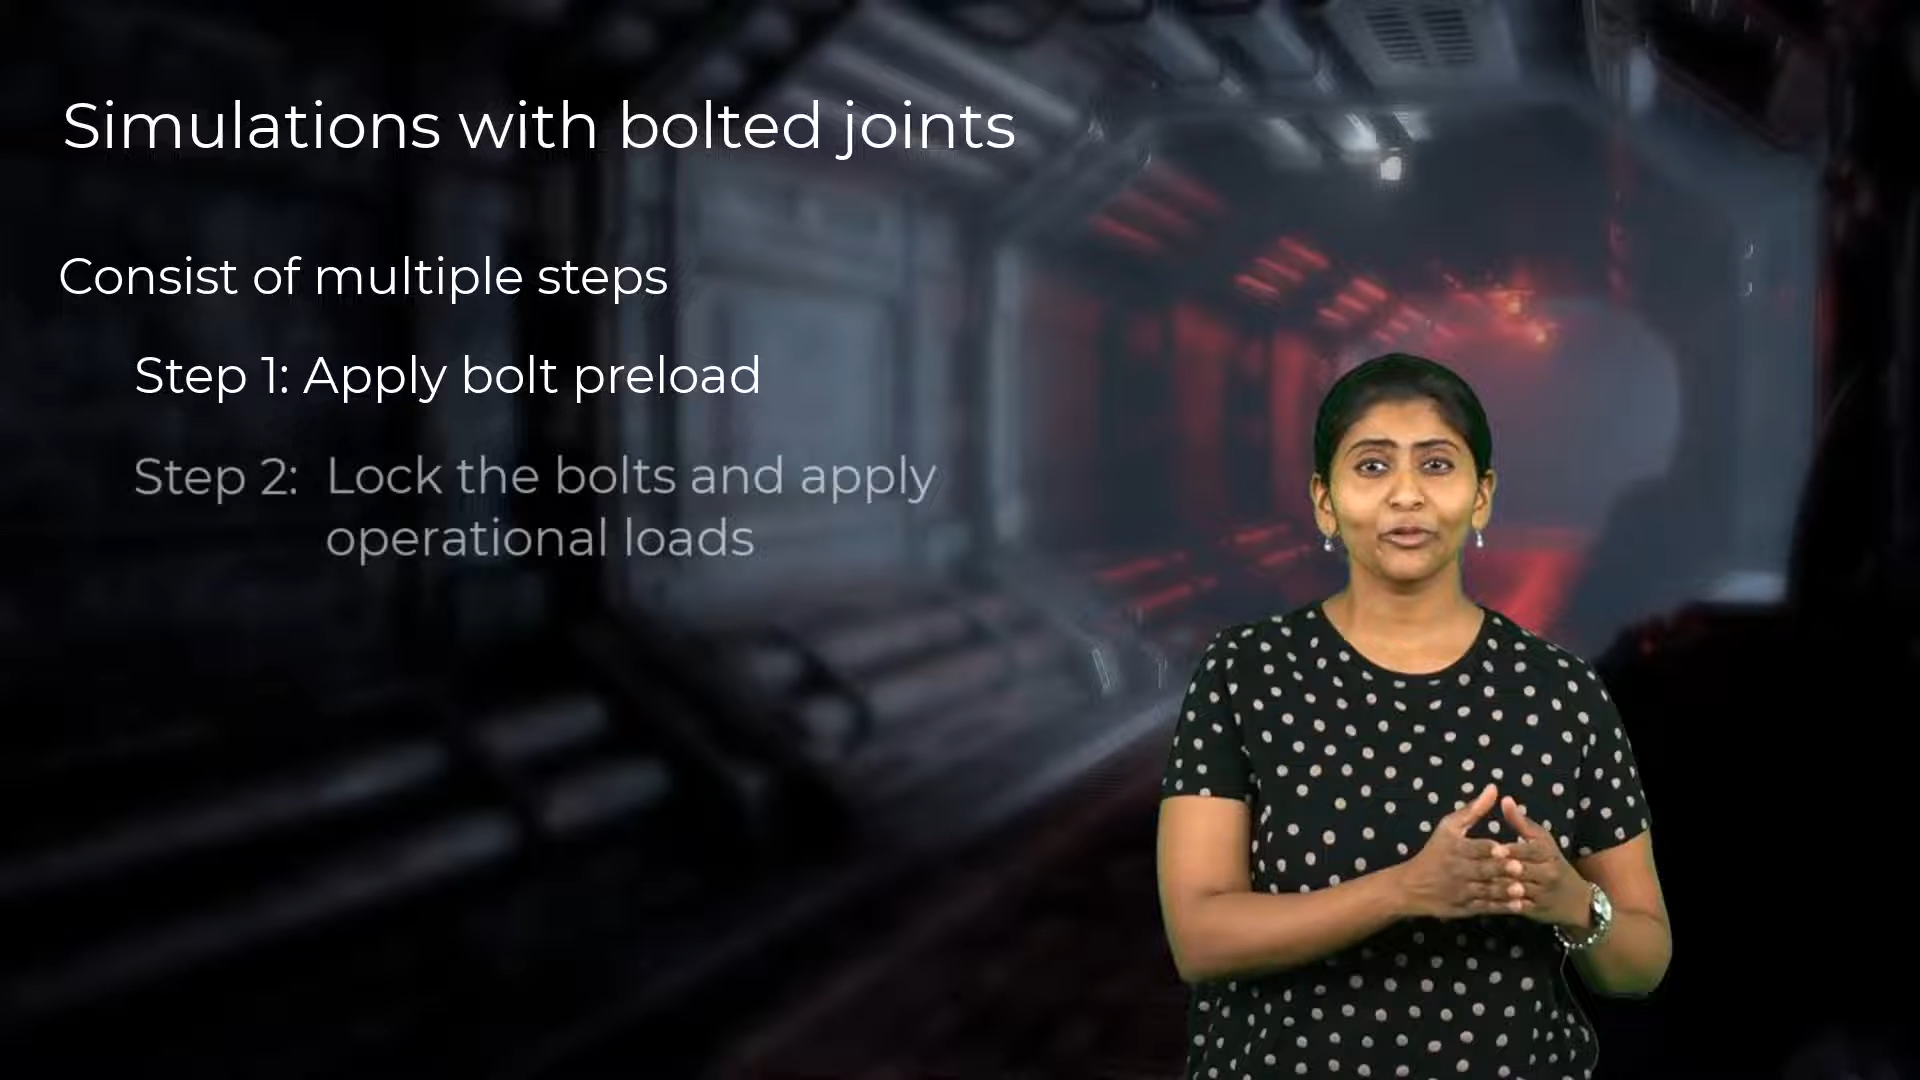 Simulations with bolted joints
Consist of multiple steps
Step 1: Apply bolt preload
Step 2: Lock the bolts and apply
operational loads